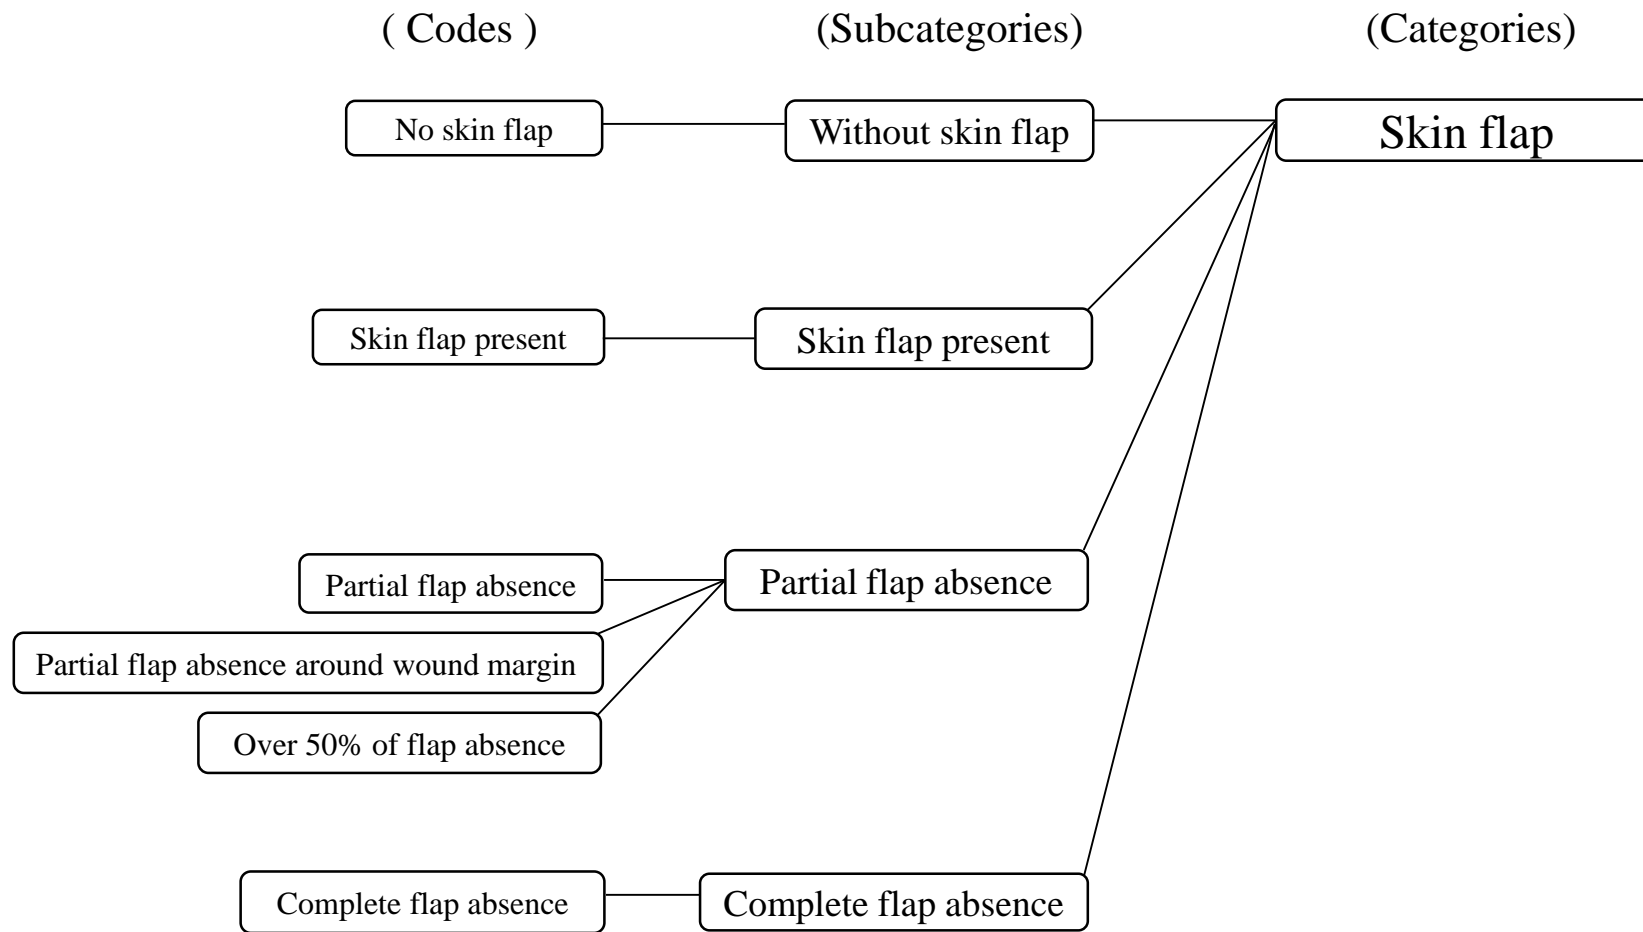 ( Codes )
(Subcategories)
(Categories)
No skin flap
Without skin flap
Skin flap
Skin flap present
Skin flap present
Partial flap absence
Partial flap absence
Partial flap absence around wound margin
Over 50% of flap absence
Complete flap absence
Complete flap absence